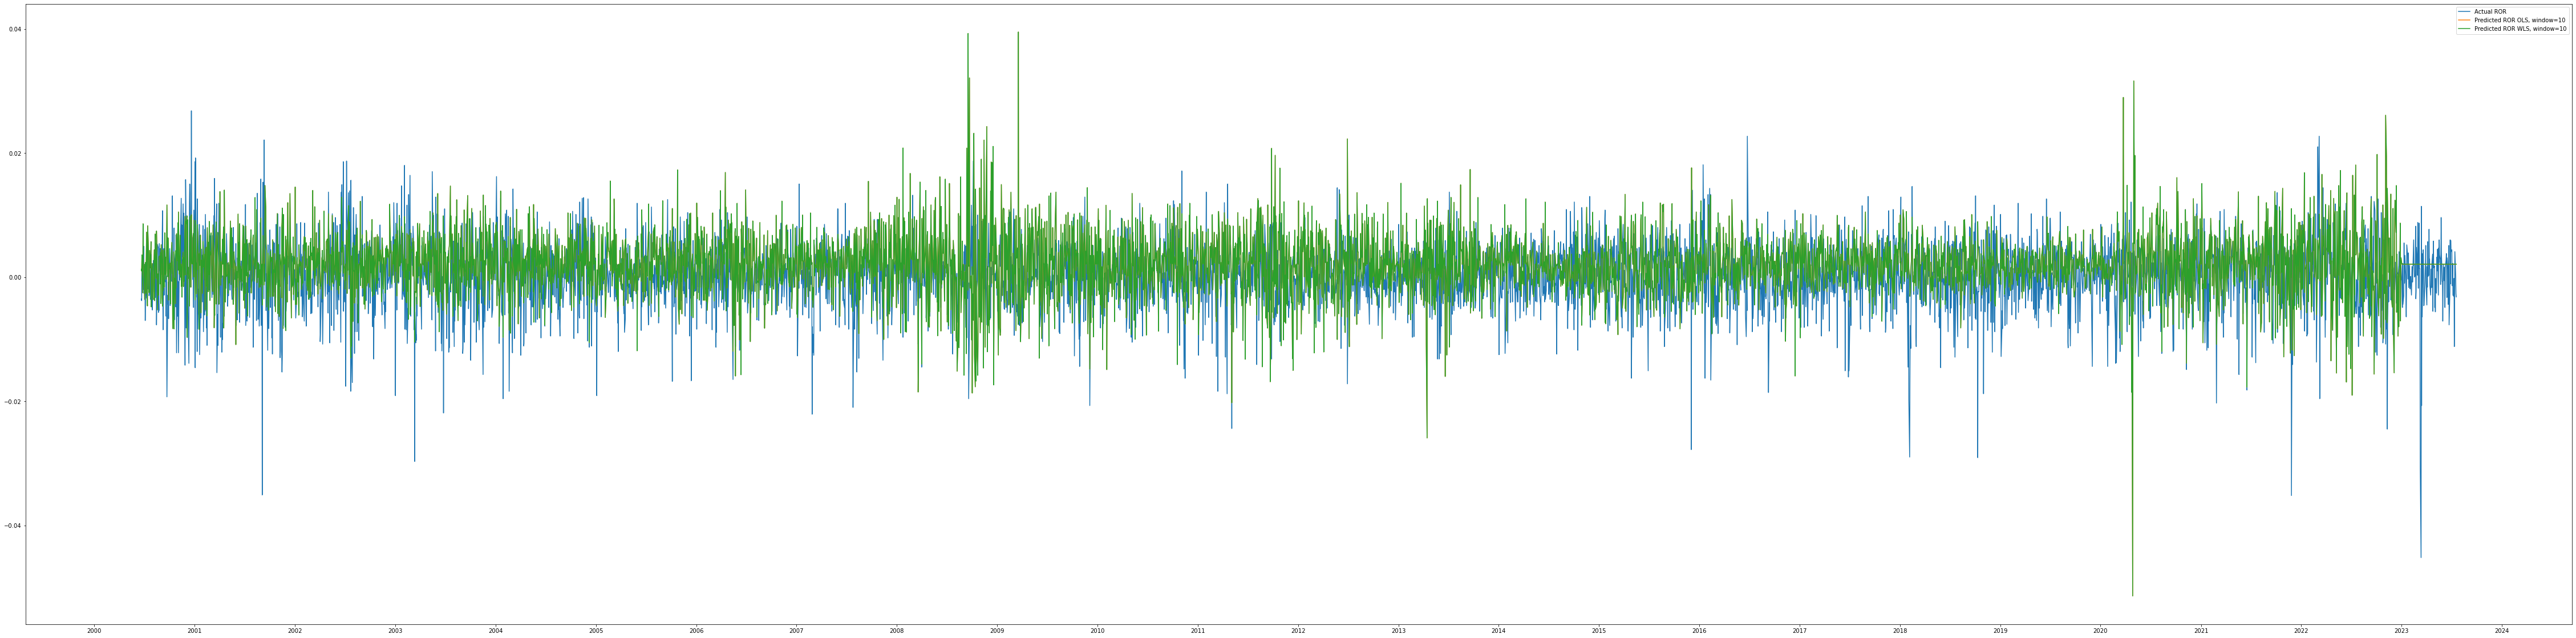 Actual ROR
Predicted ROR OLS, window=10
Predicted ROR WLS, window=10
0.04
0.02
0.00
−0.02
−0.04
2000 2001 2002 2003 2004 2005 2006 2007 2008 2009 2010 2011 2012 2013 2014 2015 2016 2017 2018 2019 2020 2021 2022 2023 2024